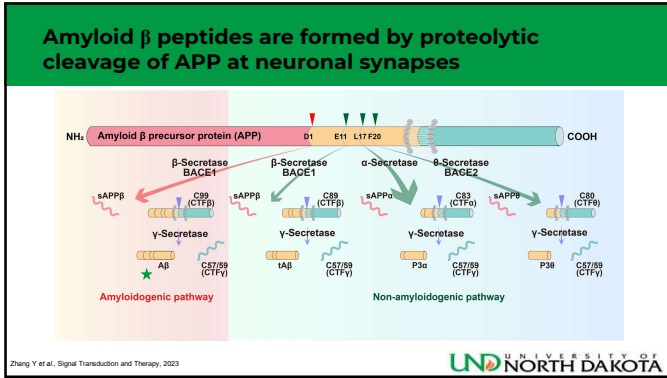 Amyloid β peptides are formed by proteolytic
cleavage of APP at neuronal synapses
NH₂ Amyloid β precursor protein (APP) D1 E11 L17 F20 COOH
β-Secretase β-Secretase α-Secretase θ-Secretase
BACE1 BACE1 BACE2
sAPPβ C99 sAPPβ C89 sAPPα C83 sAPPθ C80
(CTFβ) (CTFβ) (CTFα) (CTFθ)
γ-Secretase γ-Secretase γ-Secretase γ-Secretase
Aβ C57/59 tAβ C57/59 P3α C57/59 P3θ C57/59
(CTFγ) (CTFγ) (CTFγ) (CTFγ)
Amyloidogenic pathway Non-amyloidogenic pathway
Zhang Y et al., Signal Transduction and Therapy, 2023
UND UNIVERSITY OF
NORTH DAKOTA